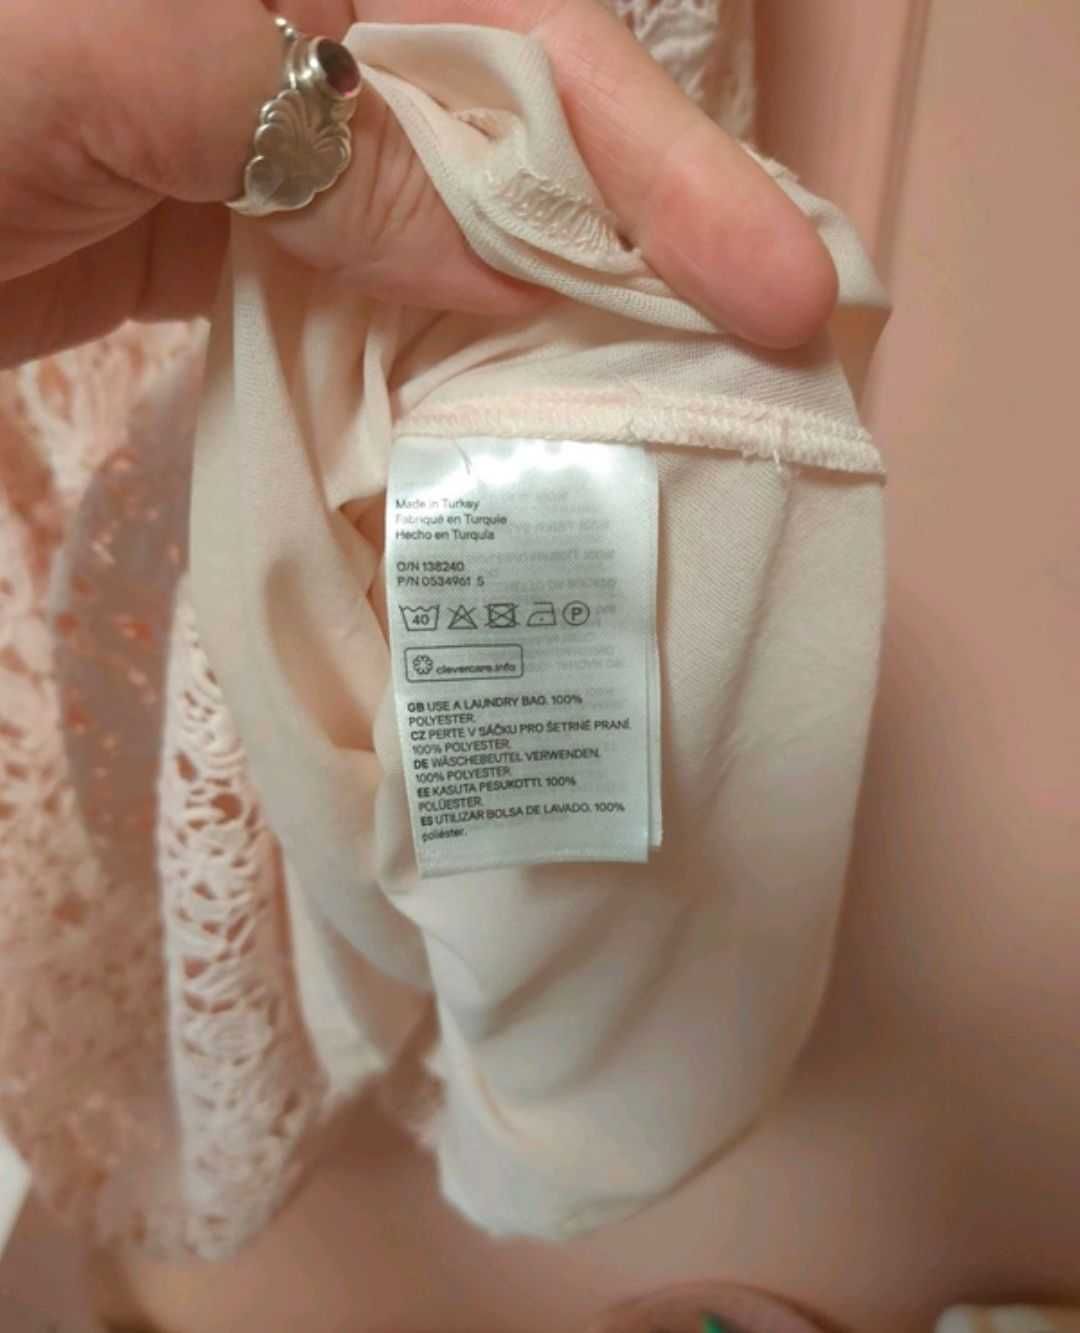 Made in Turkey
Fabriqué en Turquie
Hecho en Turquía
O/N 138240
P/N 0534961 S
40 P
clevercare.info
GB USE A LAUNDRY BAG. 100%
POLYESTER.
CZ PERTE V SÁČKU PRO ŠETRNÉ PRANÍ.
100% POLYESTER.
DE WÄSCHEBEUTEL VERWENDEN.
100% POLYESTER
EE KASUTA PESUKOTTI. 100%
POLÜESTER.
ES UTILIZAR BOLSA DE LAVADO. 100%
poliéster.